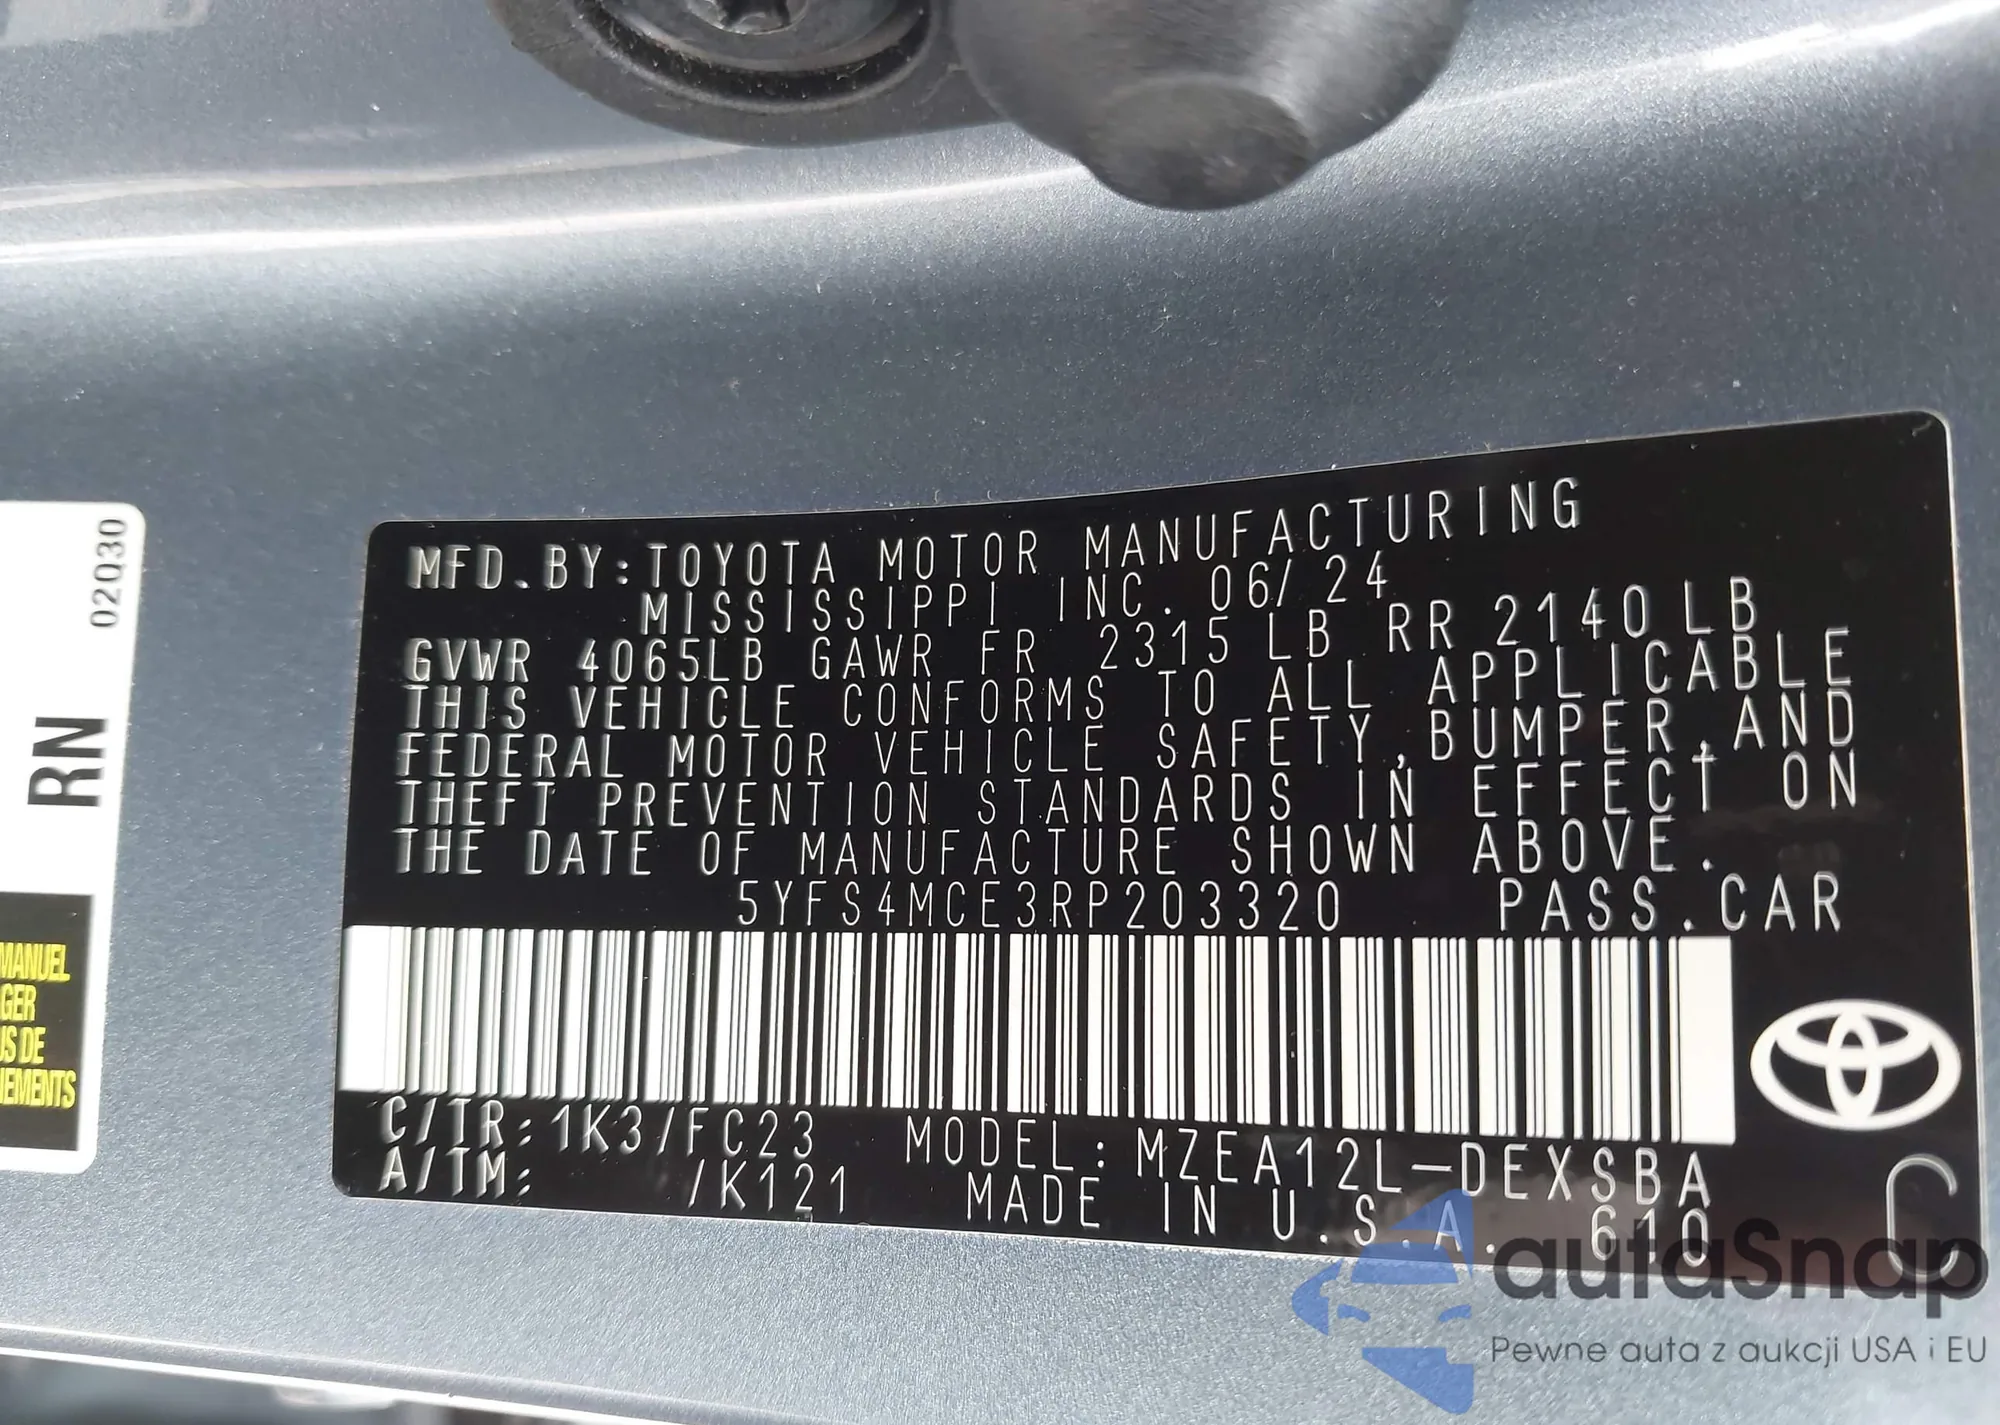 MFD.BY:TOYOTA MOTOR MANUFACTURING
MISSISSIPPI INC. 06/24
GVWR 4065LB GAWR FR 2315 LB RR 2140LB
THIS VEHICLE CONFORMS TO ALL APPLICABLE
FEDERAL MOTOR VEHICLE SAFETY,BUMPER,AND
THEFT PREVENTION STANDARDS IN EFFECT ON
THE DATE OF MANUFACTURE SHOWN ABOVE.
5YFS4MCE3RP203320 PASS.CAR
C/TR:1K3/FC23 MODEL:MZEA12L-DEXSBA
A/TM: /K121 MADE IN U.S.A. 610
02030
RN
MANUEL
GER
US DE
NEMENTS
autaSnap
Pewne auta z aukcji USA i EU